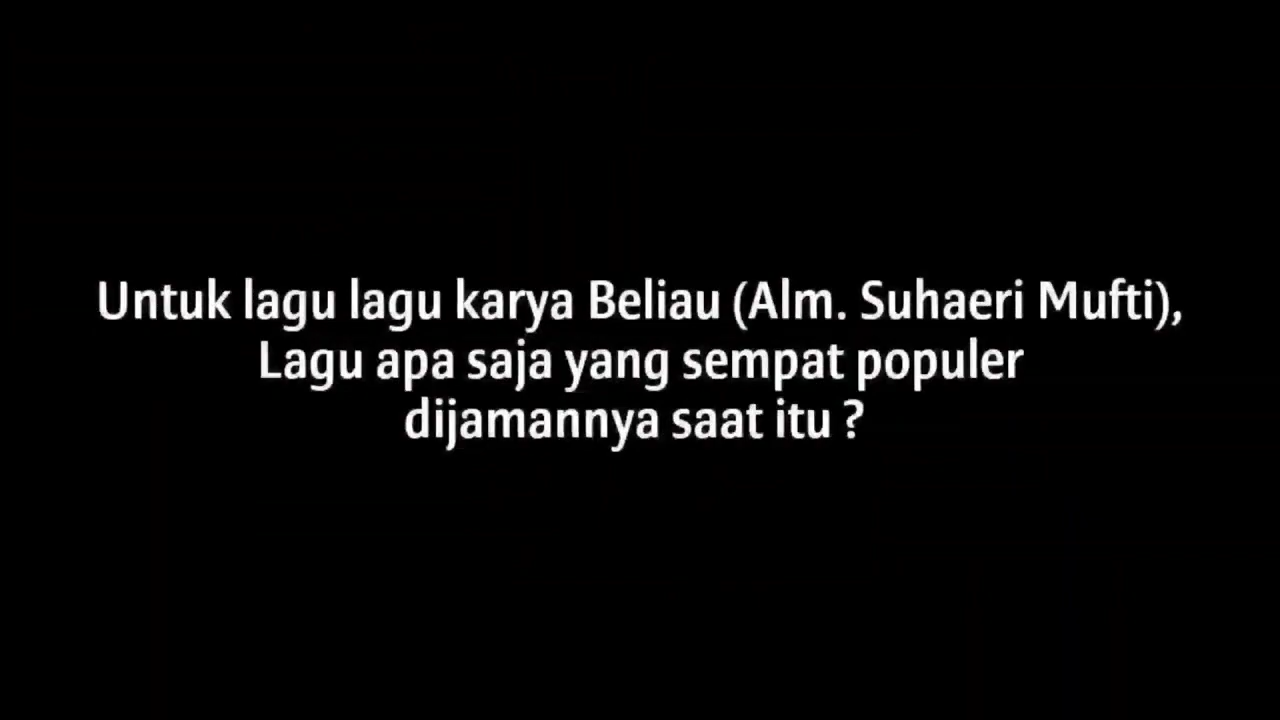 Untuk lagu lagu karya Beliau (Alm. Suhaeri Mufti),
Lagu apa saja yang sempat populer
dijamannya saat itu ?